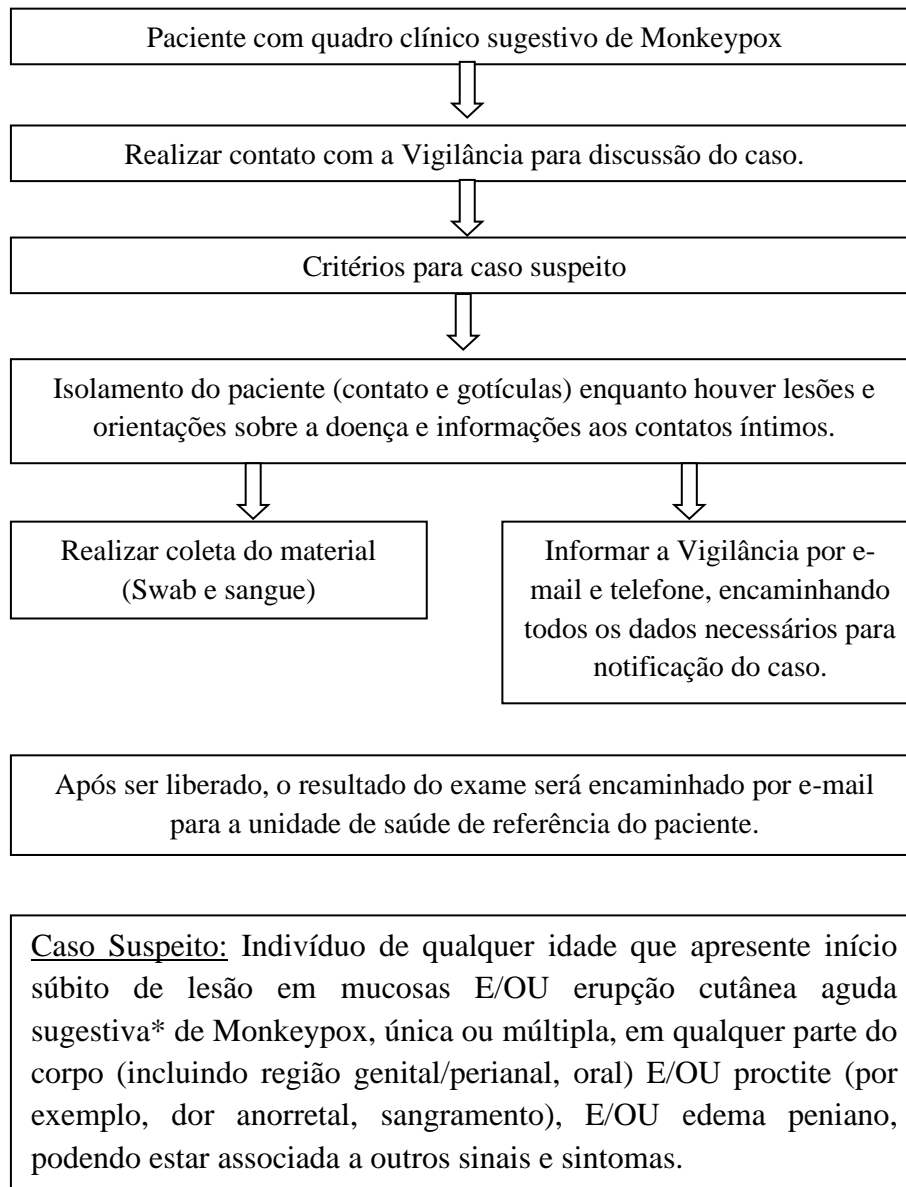 Paciente com quadro clínico sugestivo de Monkeypox
Realizar contato com a Vigilância para discussão do caso.
Critérios para caso suspeito
Isolamento do paciente (contato e gotículas) enquanto houver lesões e
orientações sobre a doença e informações aos contatos íntimos.
Realizar coleta do material
(Swab e sangue)
Informar a Vigilância por e-
mail e telefone, encaminhando
todos os dados necessários para
notificação do caso.
Após ser liberado, o resultado do exame será encaminhado por e-mail
para a unidade de saúde de referência do paciente.
Caso Suspeito: Indivíduo de qualquer idade que apresente início
súbito de lesão em mucosas E/OU erupção cutânea aguda
sugestiva* de Monkeypox, única ou múltipla, em qualquer parte do
corpo (incluindo região genital/perianal, oral) E/OU proctite (por
exemplo, dor anorretal, sangramento), E/OU edema peniano,
podendo estar associada a outros sinais e sintomas.